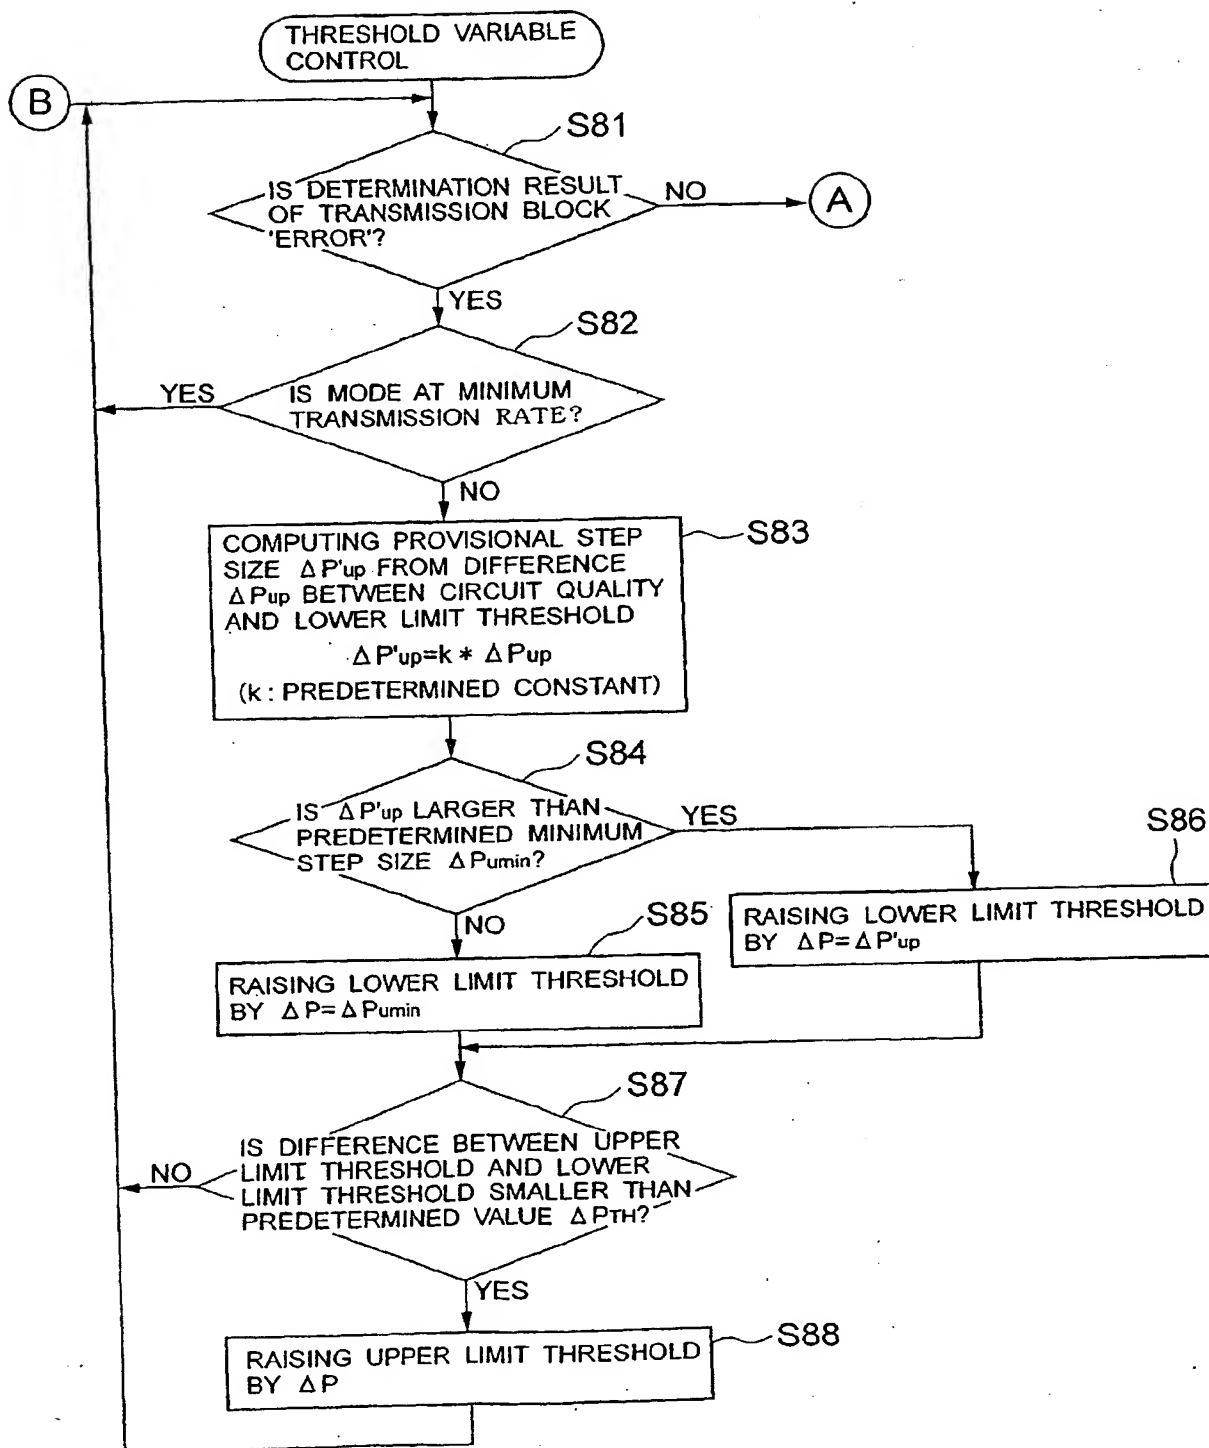 THRESHOLD VARIABLE
CONTROL
B
S81
IS DETERMINATION RESULT
OF TRANSMISSION BLOCK
'ERROR'?
NO
A
YES
S82
YES
IS MODE AT MINIMUM
TRANSMISSION RATE?
NO
S83
COMPUTING PROVISIONAL STEP
SIZE ΔP'up FROM DIFFERENCE
ΔPup BETWEEN CIRCUIT QUALITY
AND LOWER LIMIT THRESHOLD
ΔP'up=k * ΔPup
(k: PREDETERMINED CONSTANT)
S84
IS ΔP'up LARGER THAN
PREDETERMINED MINIMUM
STEP SIZE ΔPumin?
YES
S86
NO
S85
RAISING LOWER LIMIT THRESHOLD
BY ΔP=ΔP'up
RAISING LOWER LIMIT THRESHOLD
BY ΔP=ΔPumin
S87
IS DIFFERENCE BETWEEN UPPER
LIMIT THRESHOLD AND LOWER
LIMIT THRESHOLD SMALLER THAN
PREDETERMINED VALUE ΔPTH?
NO
YES
S88
RAISING UPPER LIMIT THRESHOLD
BY ΔP